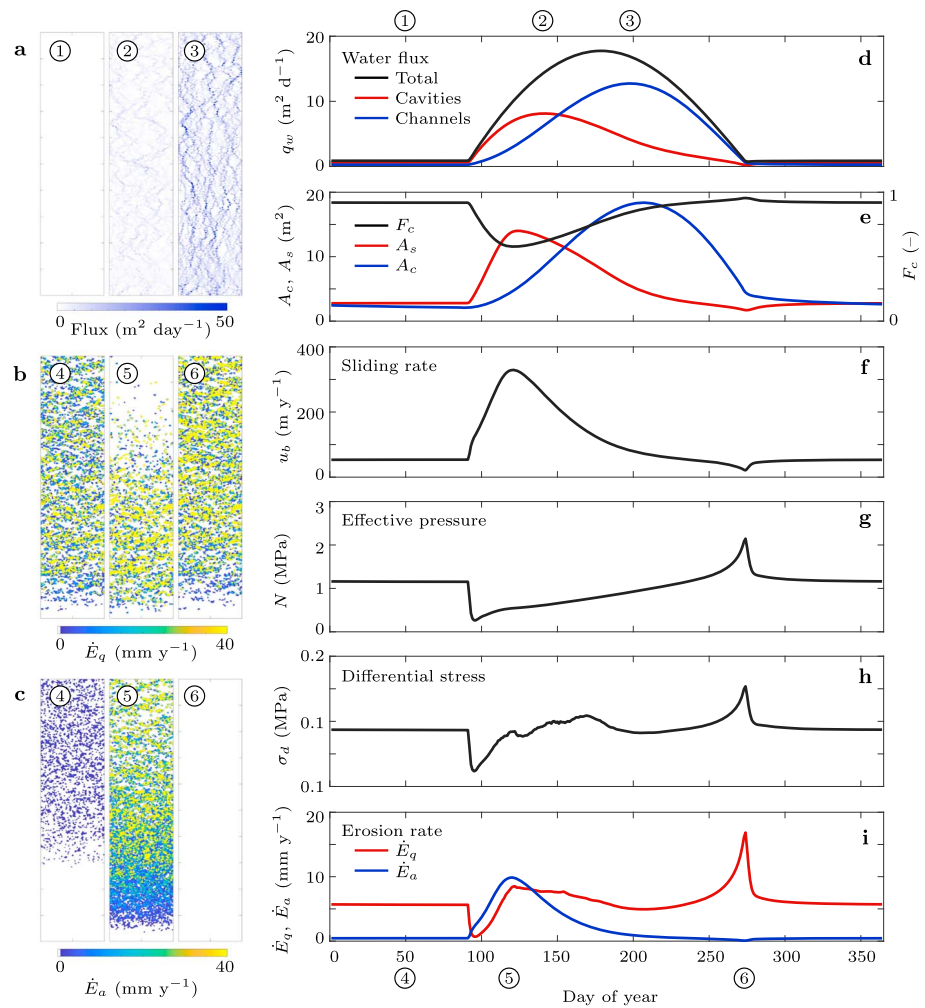 a
① ② ③
0 50
Flux (m² day⁻¹)
b
④ ⑤ ⑥
0 40
Ė_q (mm y⁻¹)
c
④ ⑤ ⑥
0 40
Ė_a (mm y⁻¹)
① ② ③
d
Water flux
Total
Cavities
Channels
q_w (m² d⁻¹)
20
10
0
e
F_c
A_s
A_c
A_c, A_s (m²)
20
10
0
1
0
F_c (–)
f
Sliding rate
u_b (m y⁻¹)
400
200
0
g
Effective pressure
N (MPa)
3
2
1
0
h
Differential stress
σ_d (MPa)
0.2
0.1
0.1
i
Erosion rate
Ė_q
Ė_a
Ė_q, Ė_a (mm y⁻¹)
20
10
0
0 50 100 150 200 250 300 350
④ ⑤ ⑥
Day of year